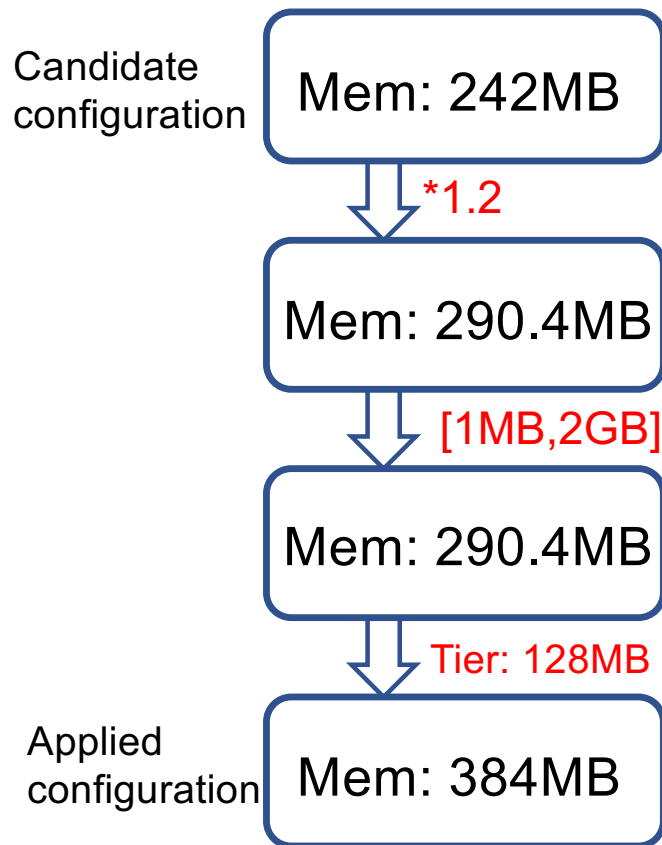 Candidate
configuration
Mem: 242MB
*1.2
Mem: 290.4MB
[1MB,2GB]
Mem: 290.4MB
Tier: 128MB
Applied
configuration
Mem: 384MB